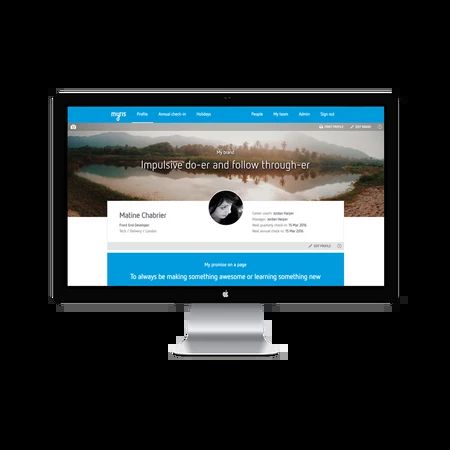 myris
Profile
Annual check-in
Holidays
People
My team
Admin
Sign out
PRINT PROFILE
EDIT BRAND
My brand
Impulsive do-er and follow through-er
Matine Chabrier
Front End Developer
Tech / Railway / London
Career coach: Jordan Harper
Manager: Jordan Harper
Next quarterly check-in: 15 Mar 2016
Next annual check-in: 15 Mar 2016
EDIT PROFILE
My promise on a page
To always be making something awesome or learning something new